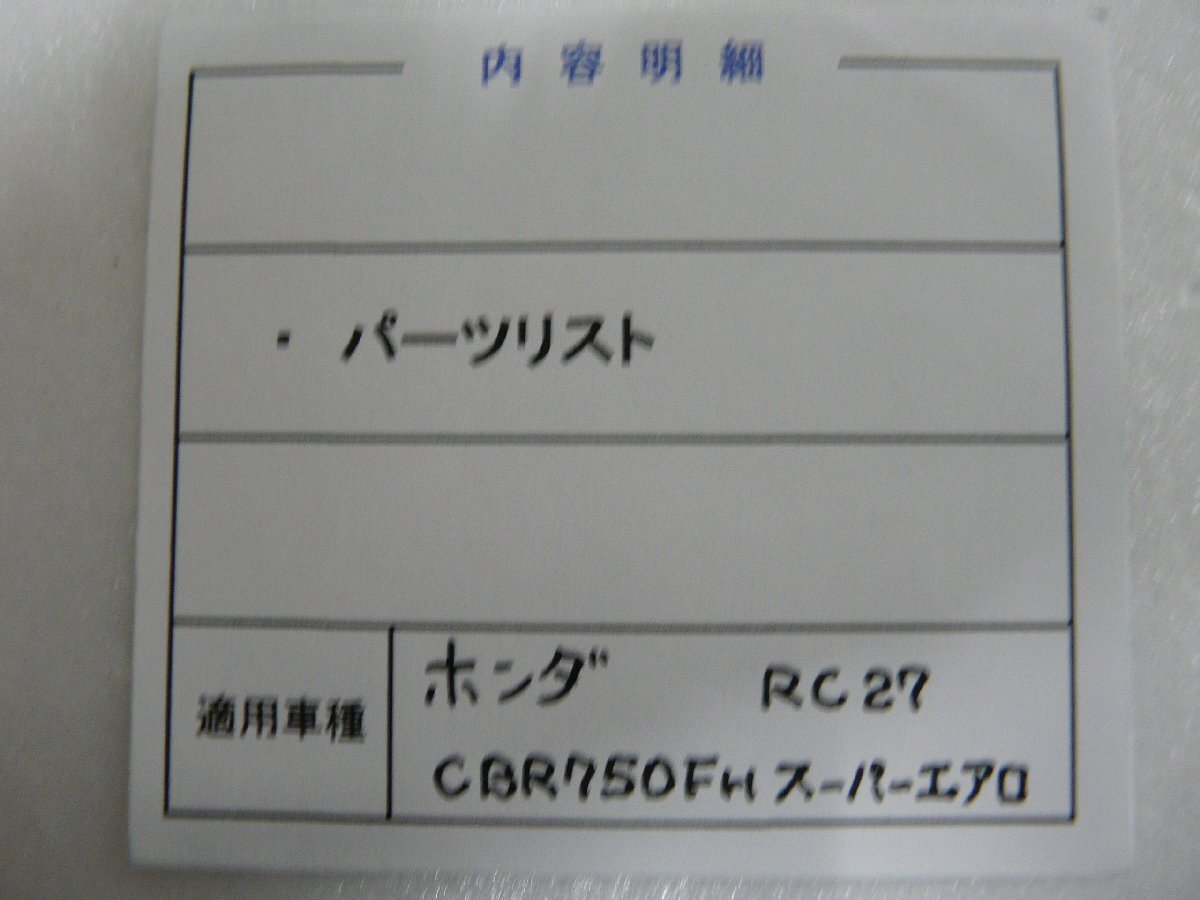 内容明細
・ パーツリスト
適用車種
ホンダ RC27
CBR750FH スーパーエアロ